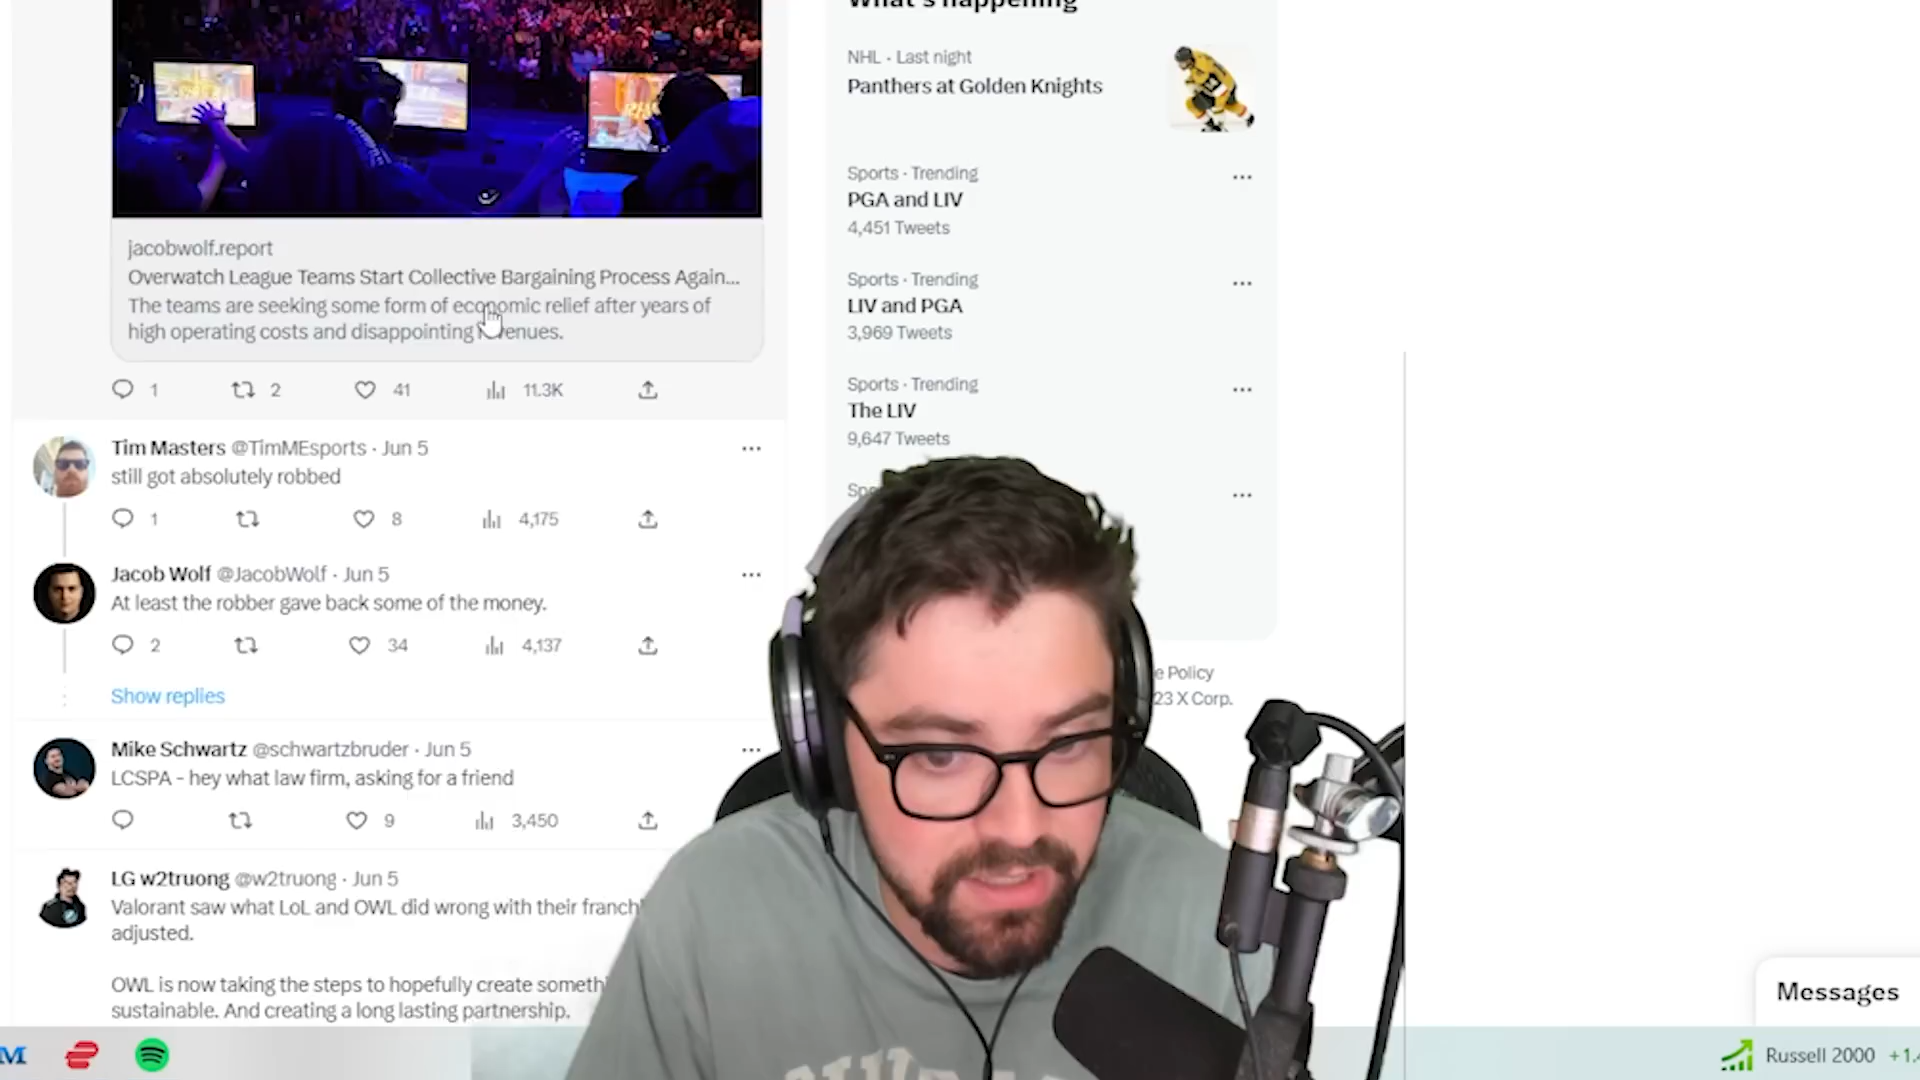 What's happening
NHL · Last night
Panthers at Golden Knights
Sports · Trending
PGA and LIV
4,451 Tweets
Sports · Trending
LIV and PGA
3,969 Tweets
Sports · Trending
The LIV
9,647 Tweets
jacobwolf.report
Overwatch League Teams Start Collective Bargaining Process Again...
The teams are seeking some form of economic relief after years of
high operating costs and disappointing
1 2 41 11.3K
Tim Masters @TimMEsports · Jun 5
still got absolutely robbed
1 8 4,175
Jacob Wolf @JacobWolf · Jun 5
At least the robber gave back some of the money.
2 34 4,137
Show replies
Mike Schwartz @schwartzbruder · Jun 5
LCSPA - hey what law firm, asking for a friend
9 3,450
LG w2truong @w2truong · Jun 5
Valorant saw what LoL and OWL did wrong with their
adjusted.
OWL is now taking the steps to hopefully create
sustainable. And creating a long lasting partnership.
Policy
23 X Corp.
Messages
M
Russell 2000